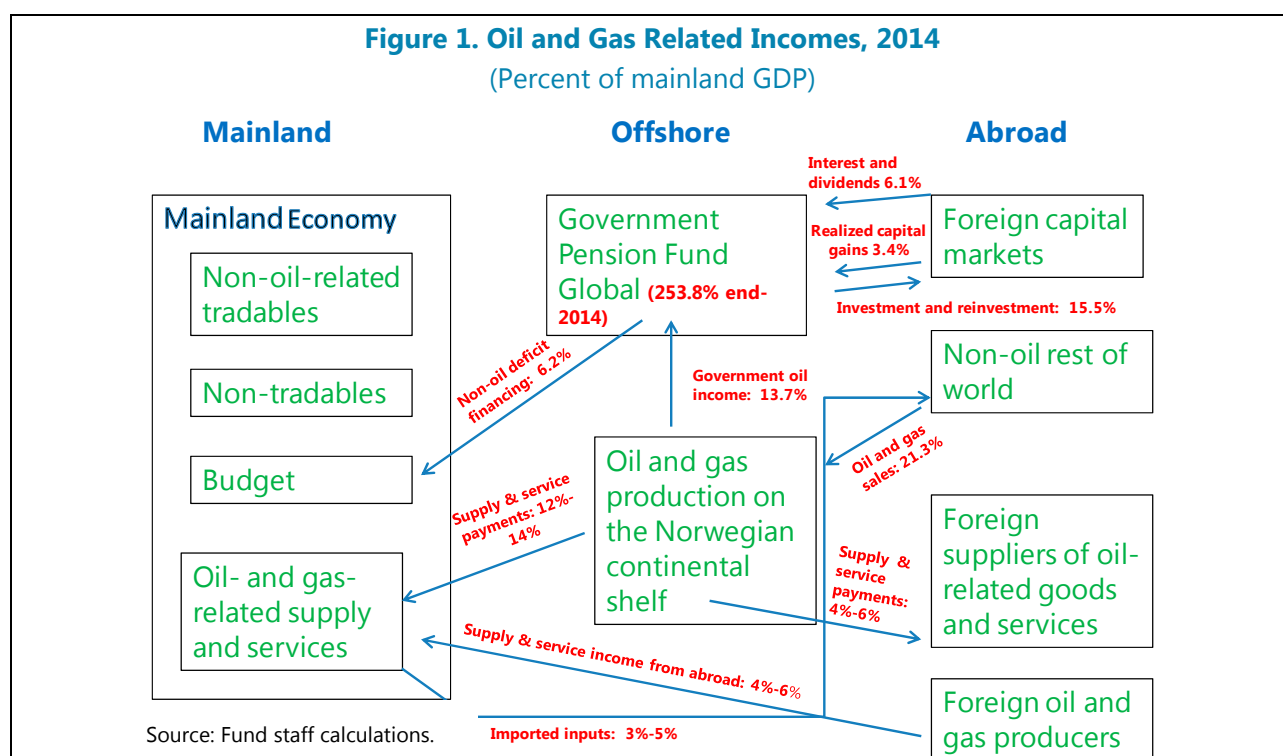 Figure 1. Oil and Gas Related Incomes, 2014
(Percent of mainland GDP)
Mainland
Offshore
Abroad
Mainland Economy
Non-oil-related
tradables
Non-tradables
Budget
Oil- and gas-
related supply
and services
Government
Pension Fund
Global (253.8% end-
2014)
Oil and gas
production on
the Norwegian
continental
shelf
Interest and
dividends 6.1%
Realized capital
gains 3.4%
Investment and reinvestment: 15.5%
Foreign capital
markets
Non-oil rest of
world
Foreign
suppliers of oil-
related goods
and services
Foreign oil and
gas producers
Non-oil deficit
financing: 6.2%
Government oil
income: 13.7%
Oil and gas
sales: 21.3%
Supply & service
payments: 12%-
14%
Supply &
service
payments:
4%-6%
Supply & service income from abroad: 4%-6%
Imported inputs: 3%-5%
Source: Fund staff calculations.